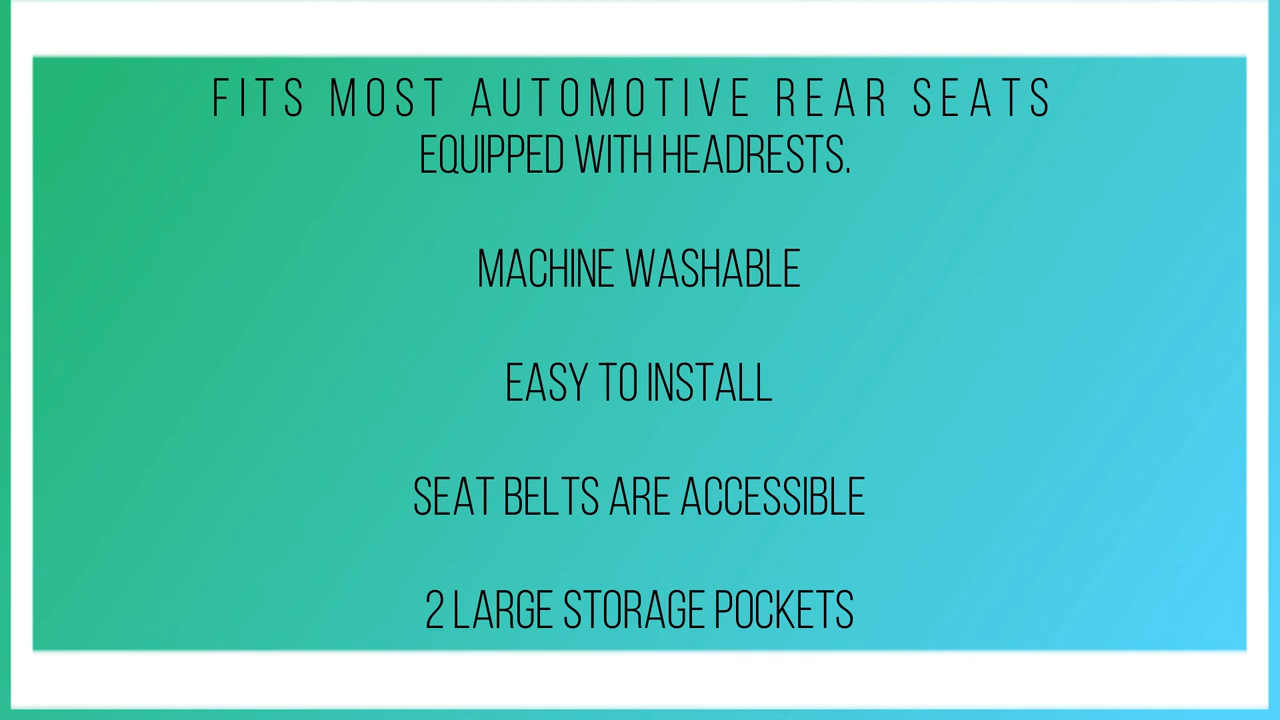 FITS MOST AUTOMOTIVE REAR SEATS
EQUIPPED WITH HEADRESTS.
MACHINE WASHABLE
EASY TO INSTALL
SEAT BELTS ARE ACCESSIBLE
2 LARGE STORAGE POCKETS